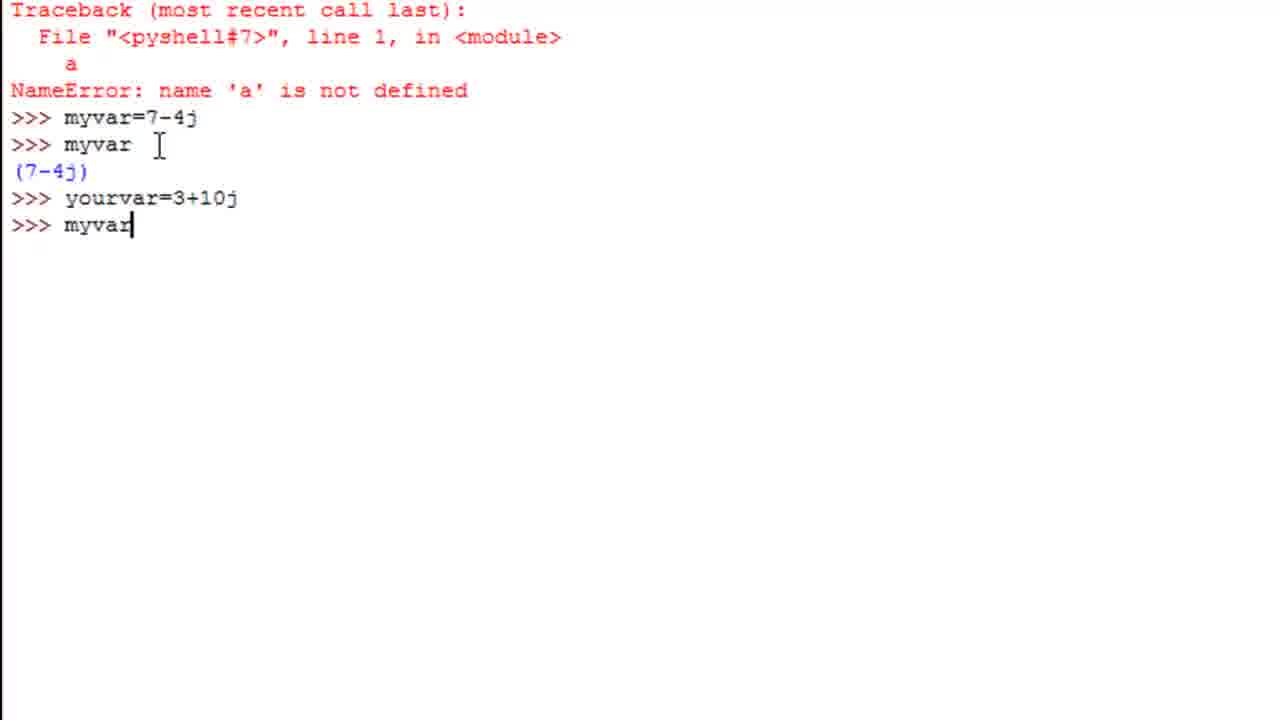 Traceback (most recent call last):
  File "<pyshell#7>", line 1, in <module>
    a
NameError: name 'a' is not defined
>>> myvar=7-4j
>>> myvar
(7-4j)
>>> yourvar=3+10j
>>> myvar